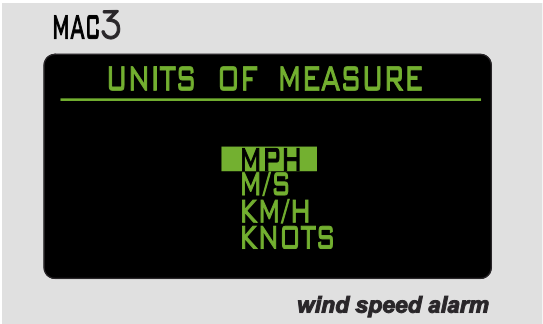 MAC3
UNITS OF MEASURE
MPH
M/S
KM/H
KNOTS
wind speed alarm